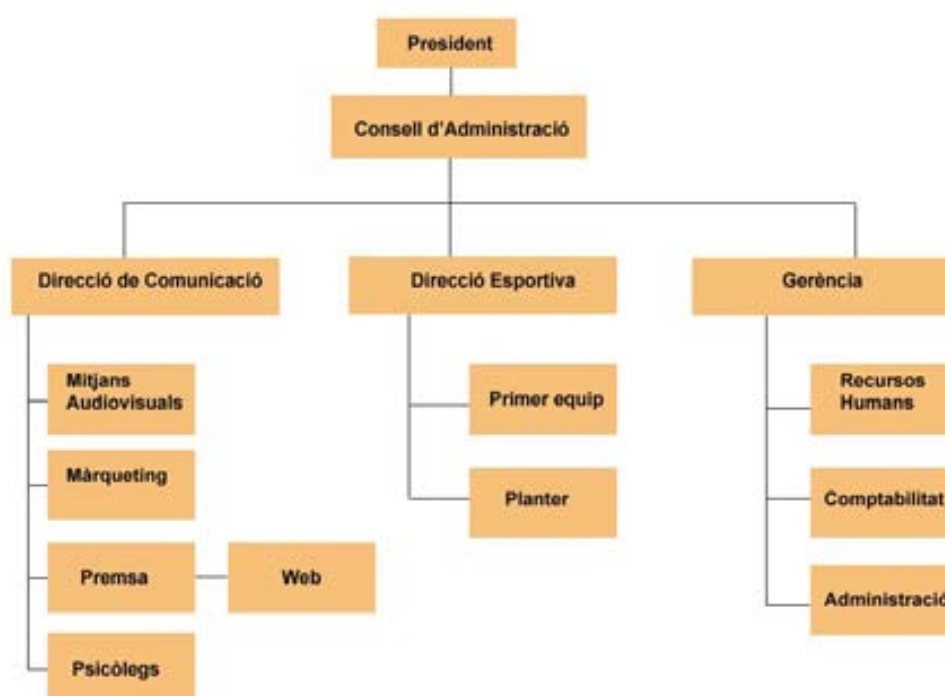 President
Consell d'Administració
Direcció de Comunicació
Direcció Esportiva
Gerència
Mitjans
Audiovisuals
Màrqueting
Premsa
Web
Psicòlegs
Primer equip
Planter
Recursos
Humans
Comptabilitat
Administració